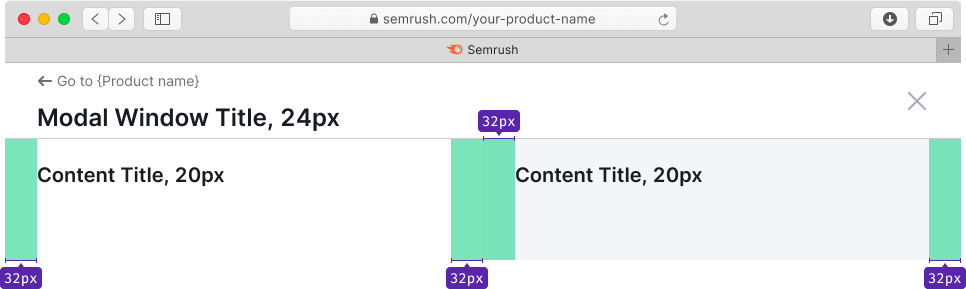 semrush.com/your-product-name
Semrush
Go to {Product name}
Modal Window Title, 24px
32px
Content Title, 20px
Content Title, 20px
32px
32px
32px